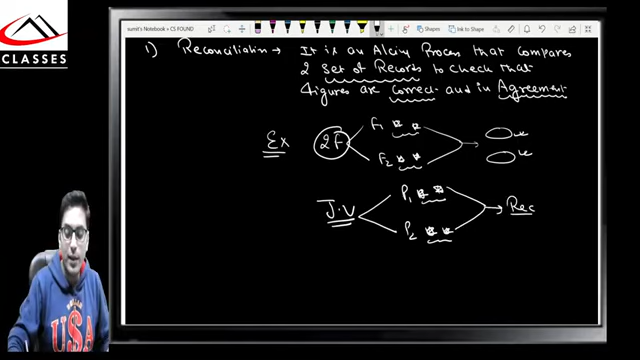 CLASSES
sumit's Notebook » CS FOUND
Shapes
Ink to Shape
1) Reconciliation → It is an A/cing Process that compares
2 Set of Records to check that
figures are correct and in Agreement
Ex 2F F1
F2
J.V P1 Rec
P2
USA